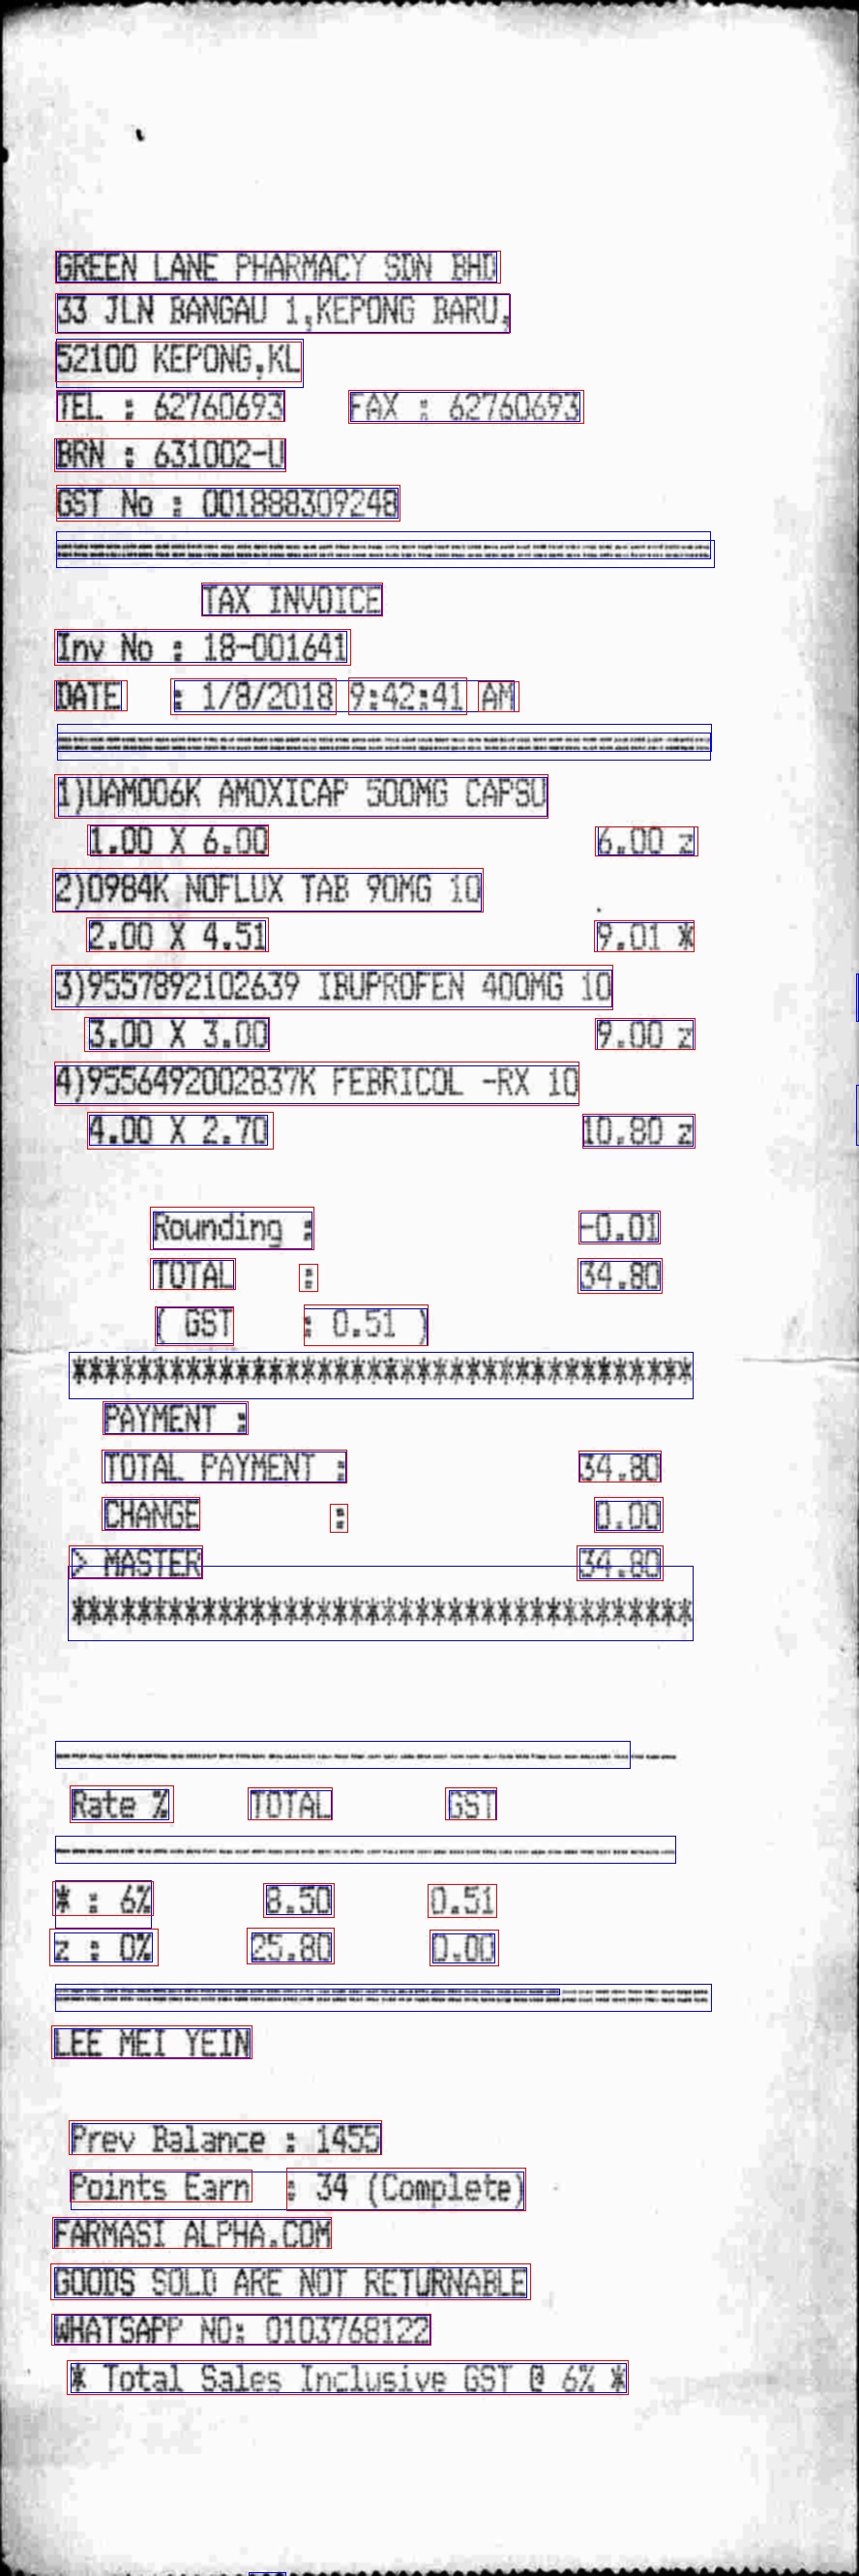 GREEN LANE PHARMACY SDN BHD
33 JLN BANGAU 1,KEPONG BARU,
52100 KEPONG,KL
TEL : 62760693 FAX : 62760693
BRN : 631002-U
GST No : 001888309248
TAX INVOICE
Inv No : 18-001641
DATE : 1/8/2018 9:42:41 AM
1)UAM006K AMOXICAP 500MG CAPSU
1.00 X 6.00 6.00 z
2)0984K NOFLUX TAB 90MG 10
2.00 X 4.51 9.01 *
3)9557892102639 IBUPROFEN 400MG 10
3.00 X 3.00 9.00 z
4)9556492002837K FEBRICOL -RX 10
4.00 X 2.70 10.80 z
Rounding : -0.01
TOTAL : 34.80
( GST : 0.51 )
**************************************
PAYMENT :
TOTAL PAYMENT : 34.80
CHANGE : 0.00
> MASTER 34.80
**************************************
Rate % TOTAL GST
* : 6% 8.50 0.51
z : 0% 25.80 0.00
LEE MEI YEIN
Prev Balance : 1455
Points Earn : 34 (Complete)
FARMASI ALPHA.COM
GOODS SOLD ARE NOT RETURNABLE
WHATSAPP NO: 0103768122
* Total Sales Inclusive GST @ 6% *